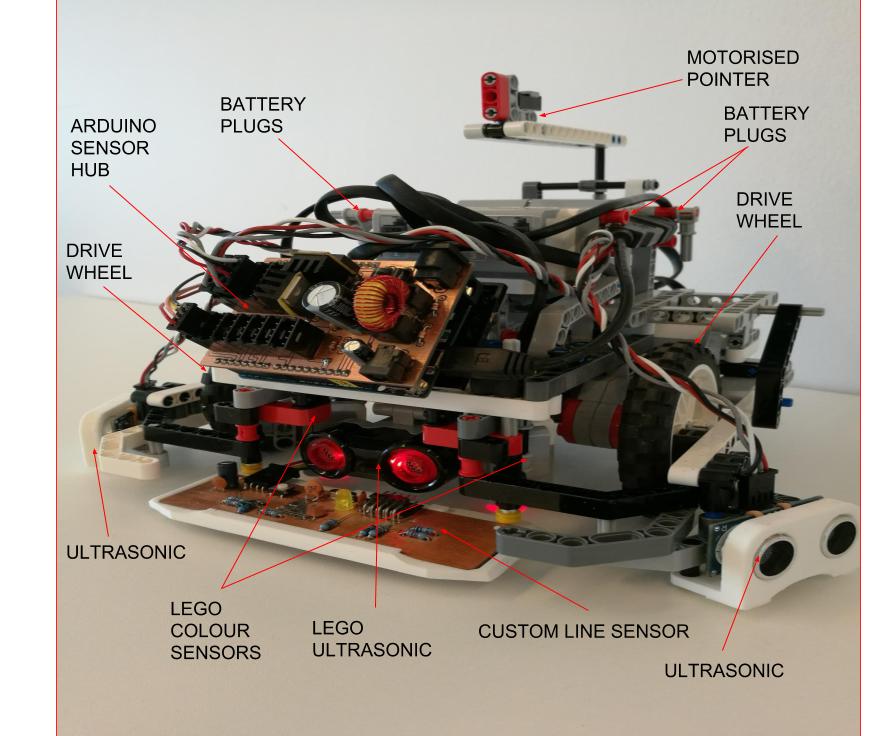 MOTORISED
POINTER
BATTERY
PLUGS
BATTERY
PLUGS
ARDUINO
SENSOR
HUB
DRIVE
WHEEL
DRIVE
WHEEL
ULTRASONIC
LEGO
COLOUR
SENSORS
LEGO
ULTRASONIC
CUSTOM LINE SENSOR
ULTRASONIC